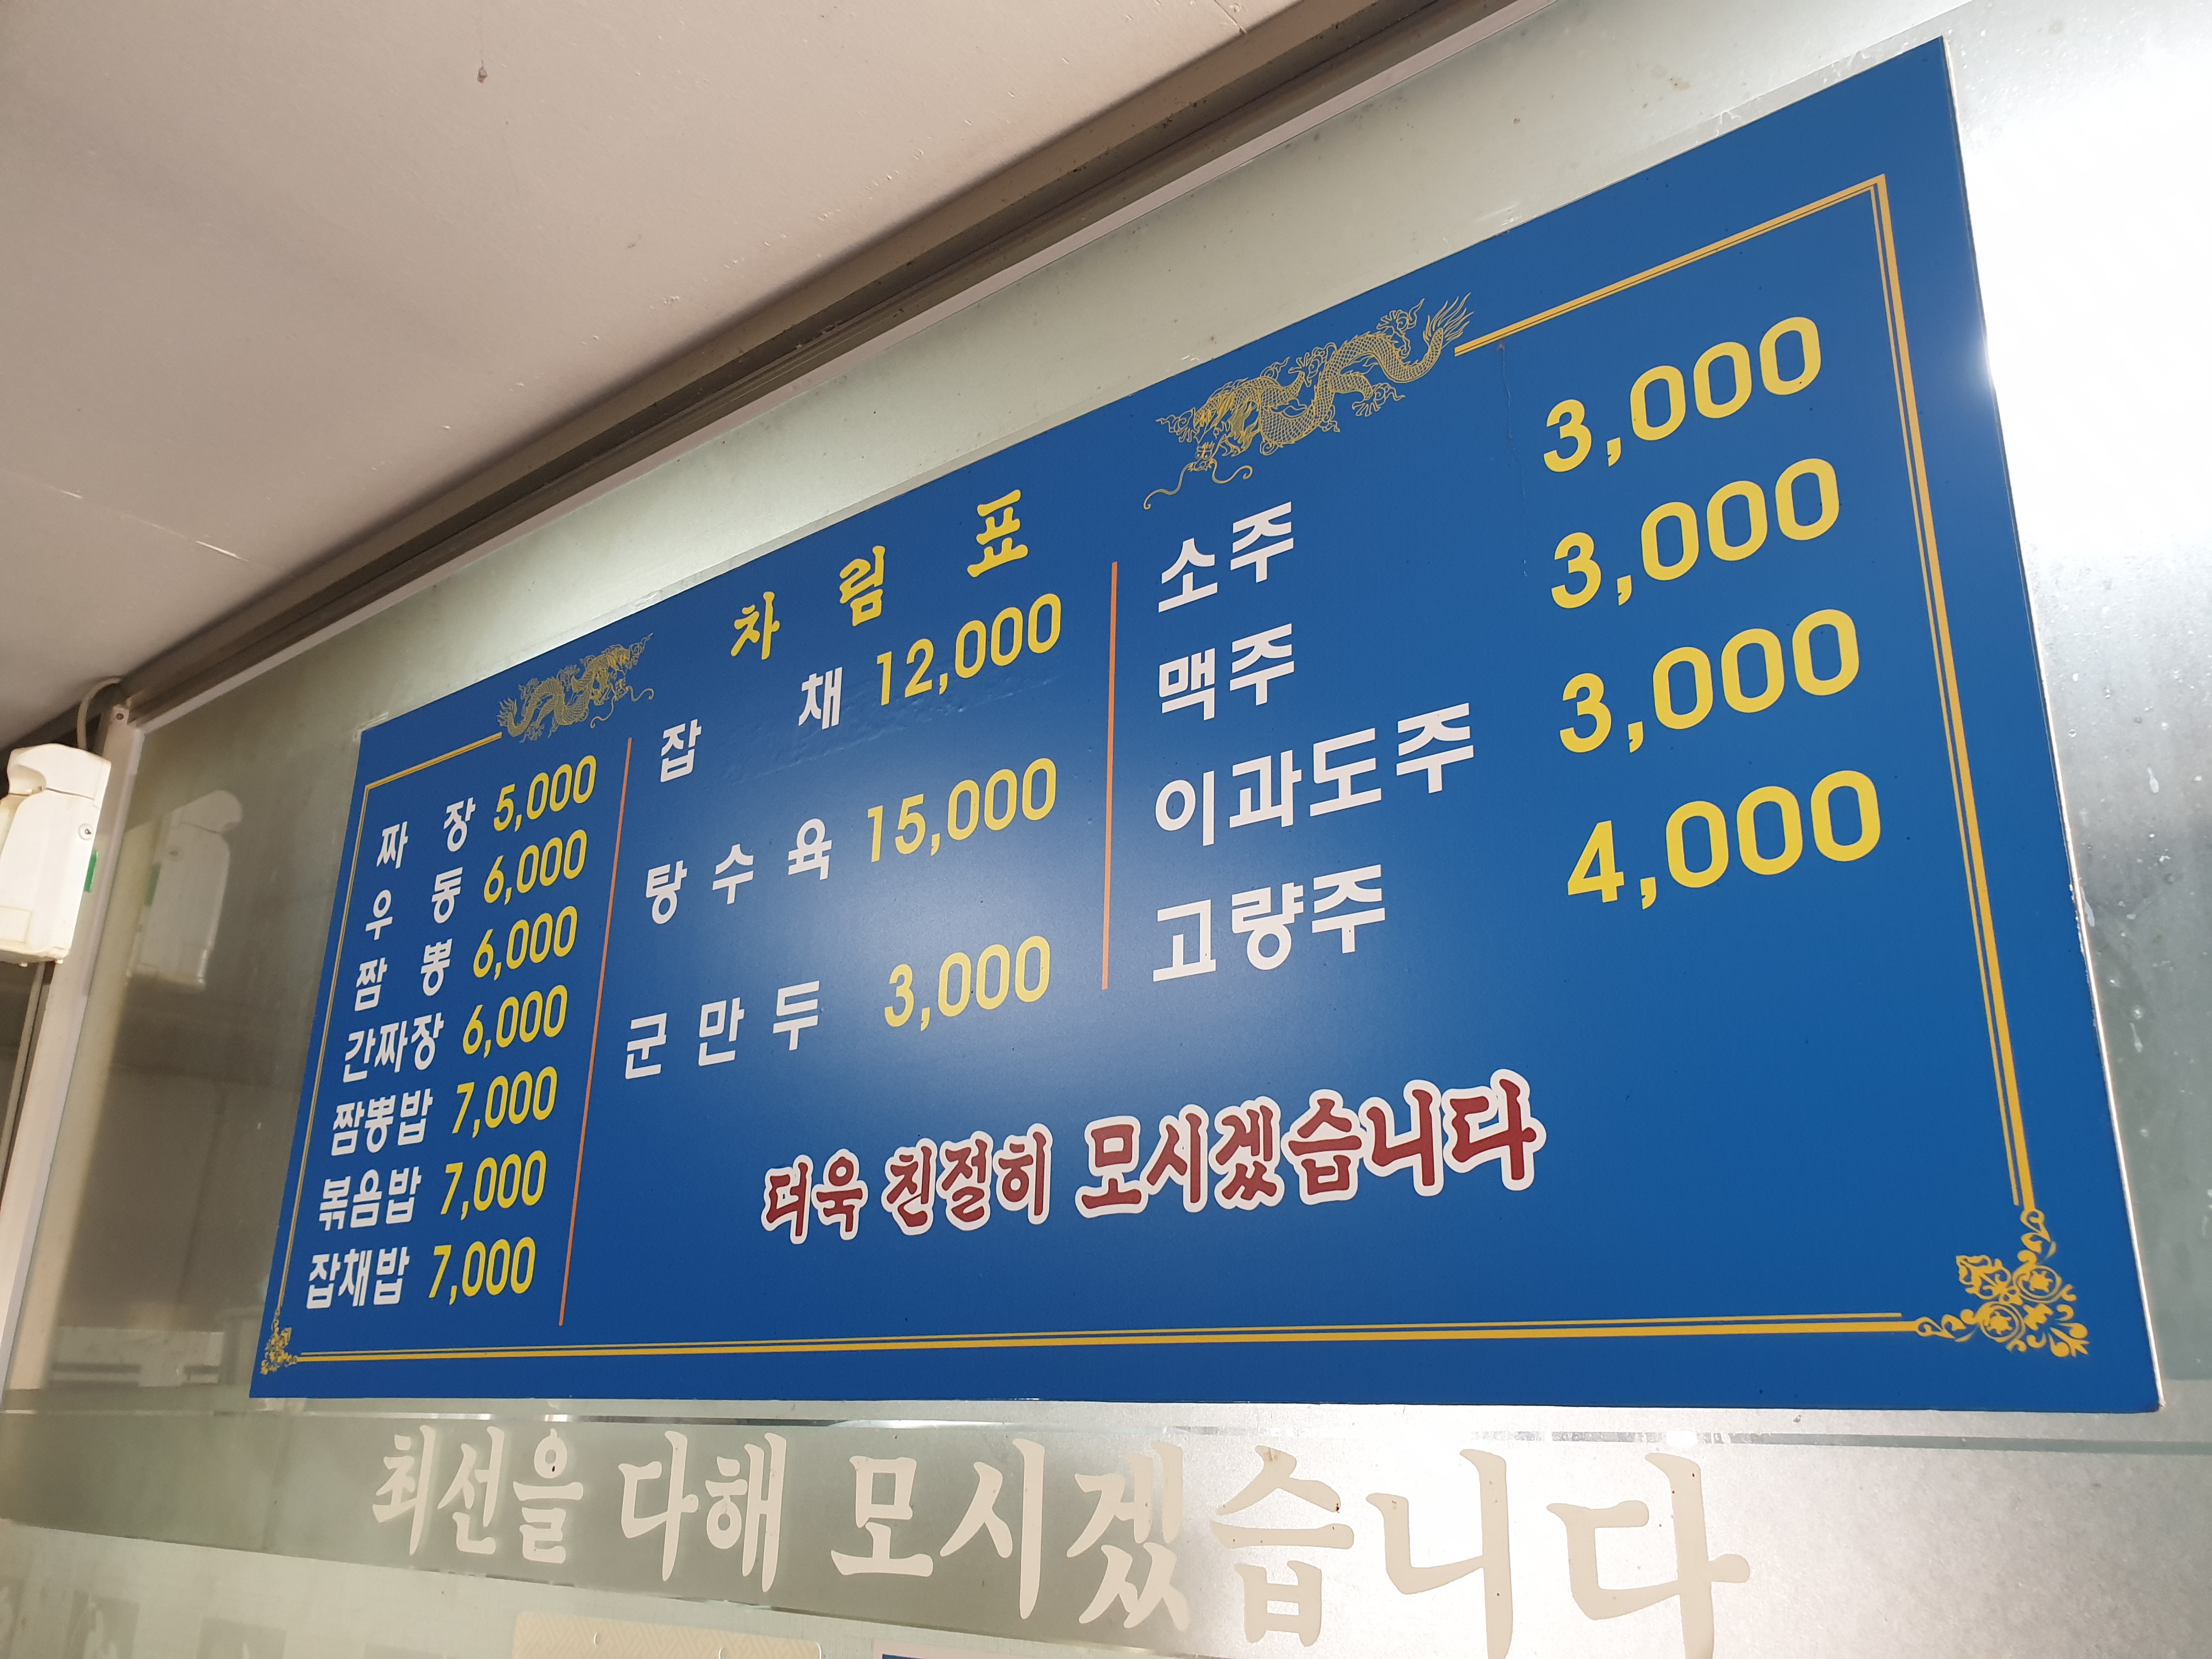 차림표
짜장 5,000
우동 6,000
짬뽕 6,000
간짜장 6,000
짬뽕밥 7,000
볶음밥 7,000
잡채밥 7,000
잡채 12,000
탕수육 15,000
군만두 3,000
소주 3,000
맥주 3,000
이과도주 3,000
고량주 4,000
더욱 친절히 모시겠습니다
최선을 다해 모시겠습니다